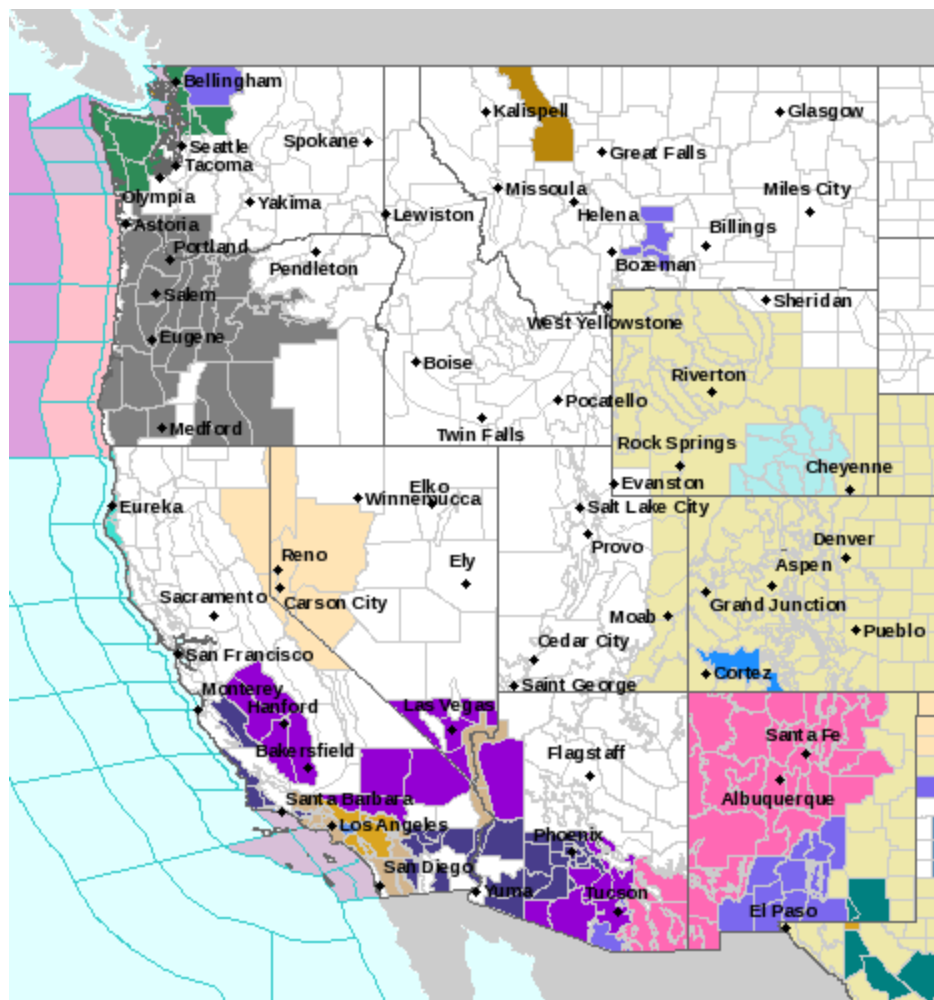 Bellingham
Kalispell
Glasgow
Spokane
Seattle
Great Falls
Tacoma
Missoula
Miles City
Olympia
Yakima
Lewiston
Helena
Astoria
Billings
Portland
Pendleton
Bozeman
Salem
Sheridan
West Yellowstone
Eugene
Boise
Riverton
Pocatello
Medford
Twin Falls
Rock Springs
Cheyenne
Evanston
Elko
Winnemucca
Eureka
Salt Lake City
Denver
Provo
Reno
Ely
Aspen
Sacramento
Carson City
Grand Junction
Moab
Pueblo
Cedar City
San Francisco
Cortez
Saint George
Monterey
Hanford
Las Vegas
Santa Fe
Bakersfield
Flagstaff
Albuquerque
Santa Barbara
Los Angeles
Phoenix
San Diego
Yuma
Tucson
El Paso